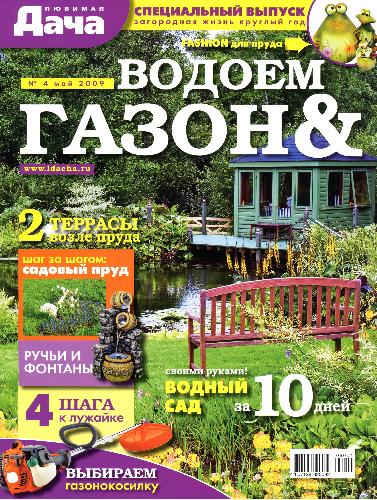 ЛЮБИМАЯ
Дача
СПЕЦИАЛЬНЫЙ ВЫПУСК
загородная жизнь круглый год
FASHION для пруда
№ 4 май 2009
ВОДОЕМ
ГАЗОН&
www.ldacha.ru
2 ТЕРРАСЫ
возле пруда
шаг за шагом:
садовый пруд
РУЧЬИ И
ФОНТАНЫ
4 ШАГА
к лужайке
своими руками!
ВОДНЫЙ
САД за 10 дней
ВЫБИРАЕМ
газонокосилку